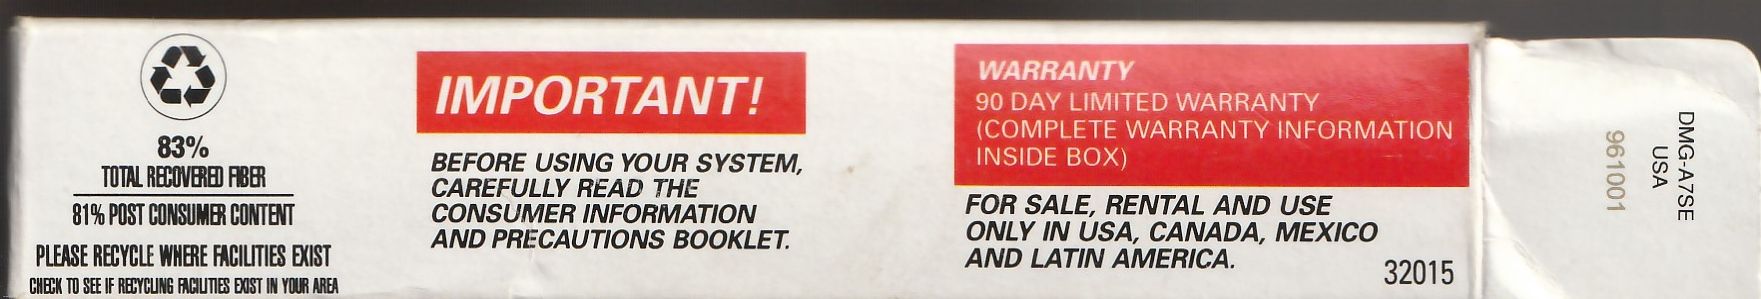 83%
TOTAL RECOVERED FIBER
81% POST CONSUMER CONTENT
PLEASE RECYCLE WHERE FACILITIES EXIST
CHECK TO SEE IF RECYCLING FACILITIES EXIST IN YOUR AREA
IMPORTANT!
BEFORE USING YOUR SYSTEM,
CAREFULLY READ THE
CONSUMER INFORMATION
AND PRECAUTIONS BOOKLET.
WARRANTY
90 DAY LIMITED WARRANTY
(COMPLETE WARRANTY INFORMATION
INSIDE BOX)
FOR SALE, RENTAL AND USE
ONLY IN USA, CANADA, MEXICO
AND LATIN AMERICA.
32015
DMG-A7SE
USA
961001